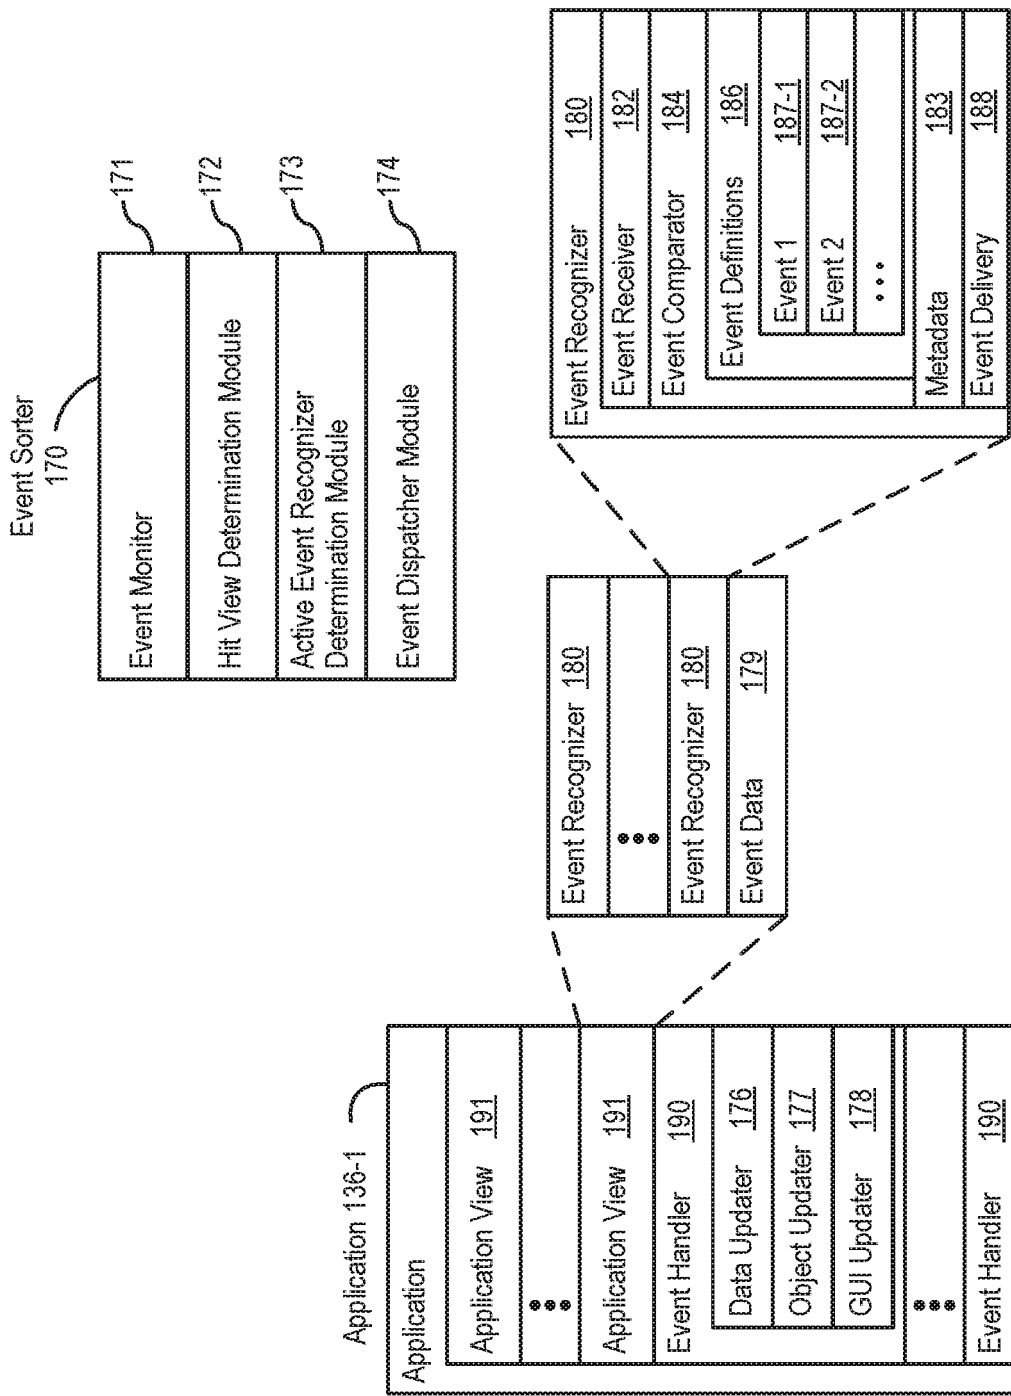 Event Sorter
170
Event Monitor
171
Hit View Determination Module
172
Active Event Recognizer
Determination Module
173
Event Dispatcher Module
174
Application 136-1
Application
Application View 191
Application View 191
Event Handler 190
Data Updater 176
Object Updater 177
GUI Updater 178
Event Handler 190
Event Recognizer 180
Event Recognizer 180
Event Data 179
Event Recognizer 180
Event Receiver 182
Event Comparator 184
Event Definitions 186
Event 1 187-1
Event 2 187-2
Metadata 183
Event Delivery 188